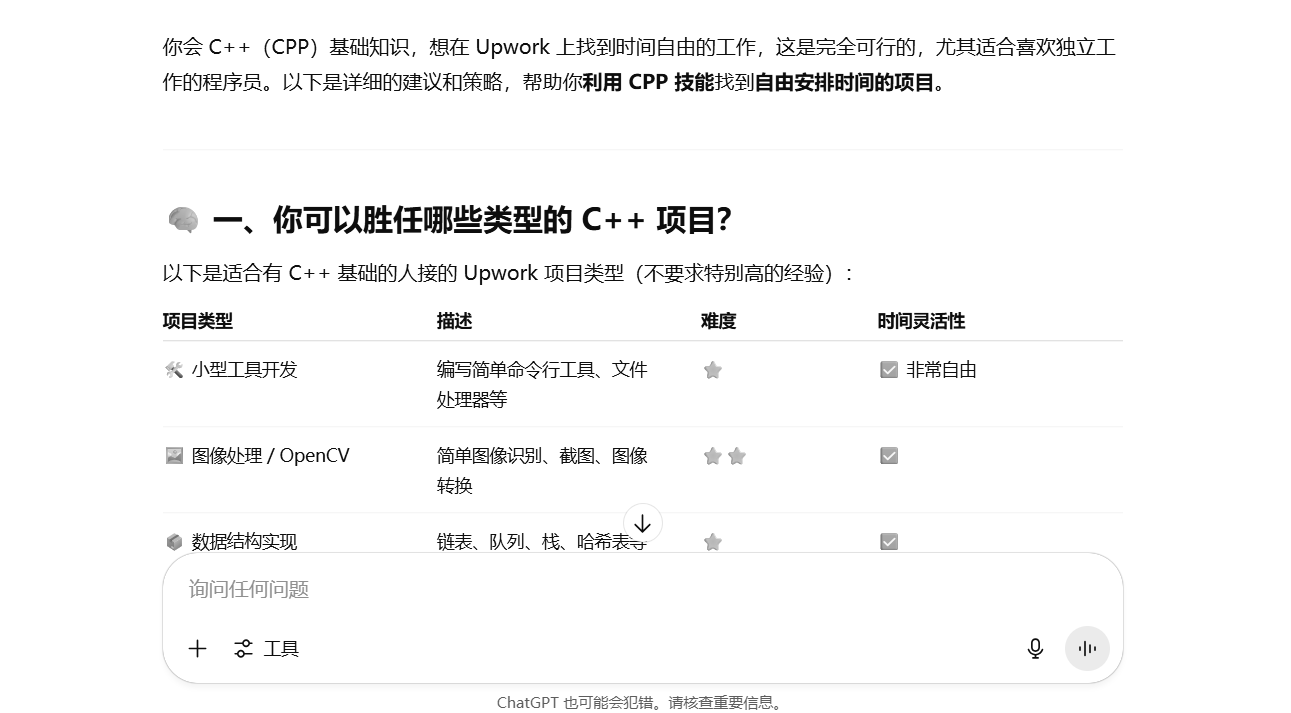 你会 C++（CPP）基础知识，想在 Upwork 上找到时间自由的工作，这是完全可行的，尤其适合喜欢独立工
作的程序员。以下是详细的建议和策略，帮助你利用 CPP 技能找到自由安排时间的项目。
一、你可以胜任哪些类型的 C++ 项目？
以下是适合有 C++ 基础的人接的 Upwork 项目类型（不要求特别高的经验）：
项目类型 描述 难度 时间灵活性
小型工具开发 编写简单命令行工具、文件 非常自由
处理器等
图像处理 / OpenCV 简单图像识别、截图、图像
转换
数据结构实现 链表、队列、栈、哈希表等
询问任何问题
工具
ChatGPT 也可能会犯错。请核查重要信息。